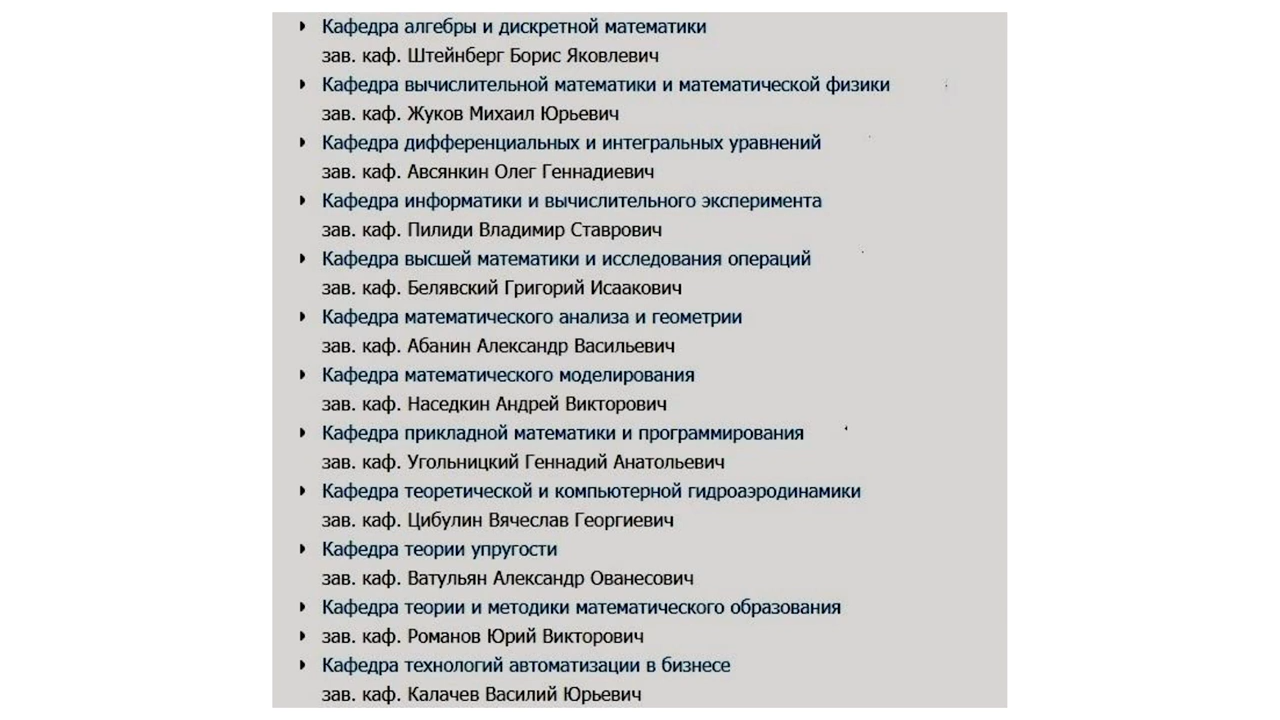 Кафедра алгебры и дискретной математики
зав. каф. Штейнберг Борис Яковлевич
Кафедра вычислительной математики и математической физики
зав. каф. Жуков Михаил Юрьевич
Кафедра дифференциальных и интегральных уравнений
зав. каф. Авсянкин Олег Геннадиевич
Кафедра информатики и вычислительного эксперимента
зав. каф. Пилиди Владимир Ставрович
Кафедра высшей математики и исследования операций
зав. каф. Белявский Григорий Исаакович
Кафедра математического анализа и геометрии
зав. каф. Абанин Александр Васильевич
Кафедра математического моделирования
зав. каф. Наседкин Андрей Викторович
Кафедра прикладной математики и программирования
зав. каф. Угольницкий Геннадий Анатольевич
Кафедра теоретической и компьютерной гидроаэродинамики
зав. каф. Цибулин Вячеслав Георгиевич
Кафедра теории упругости
зав. каф. Ватульян Александр Ованесович
Кафедра теории и методики математического образования
зав. каф. Романов Юрий Викторович
Кафедра технологий автоматизации в бизнесе
зав. каф. Калачев Василий Юрьевич